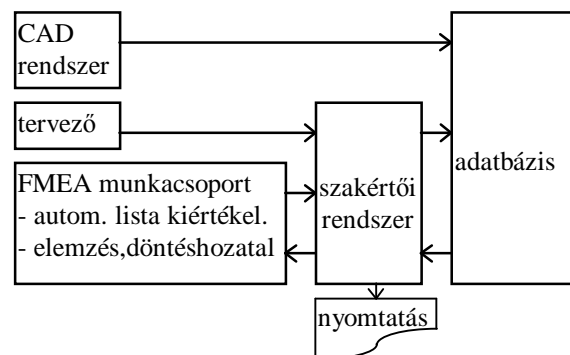 CAD
rendszer
tervező
FMEA munkacsoport
- autom. lista kiértékel.
- elemzés,döntéshozatal
szakértői
rendszer
adatbázis
nyomtatás